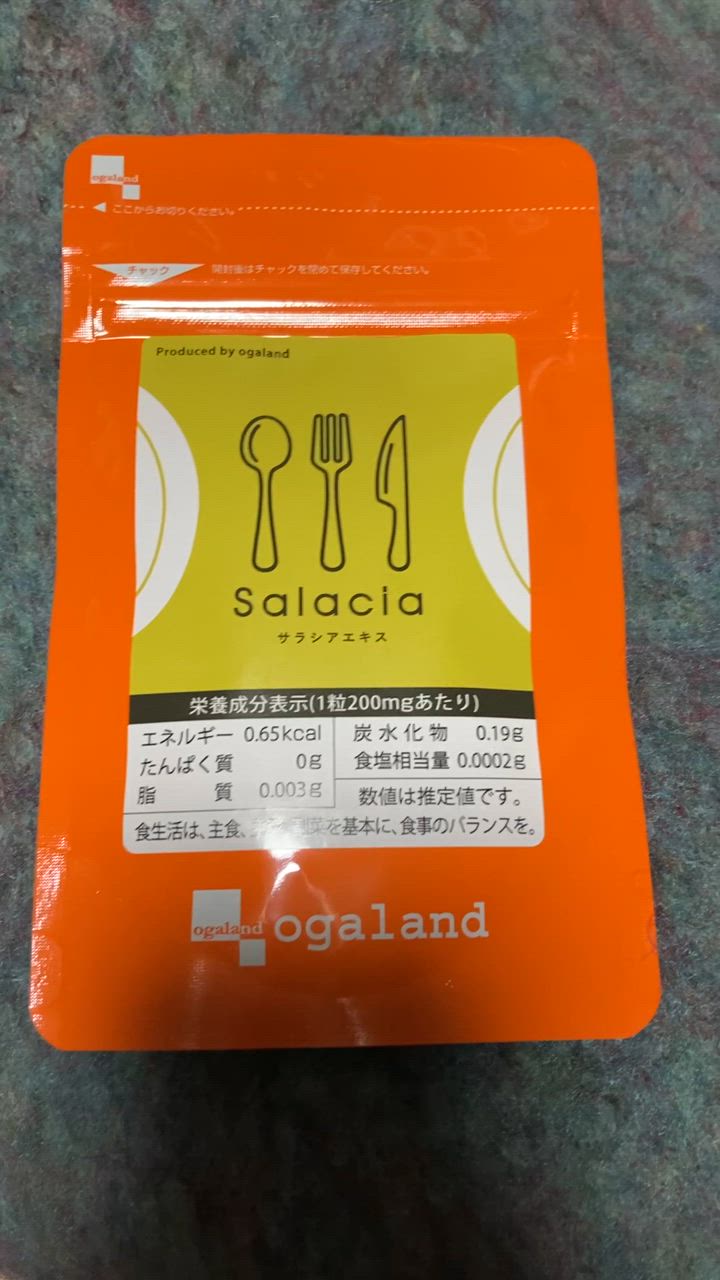 ogaland
ここからお切りください。
チャック
開封後はチャックを閉めて保存してください。
Produced by ogaland
Salacia
サラシアエキス
栄養成分表示(1粒200mgあたり)
エネルギー 0.65kcal
たんぱく質 0g
脂質 0.003g
炭水化物 0.19g
食塩相当量 0.0002g
数値は推定値です。
食生活は、主食、主菜、副菜を基本に、食事のバランスを。
ogaland
ogaland